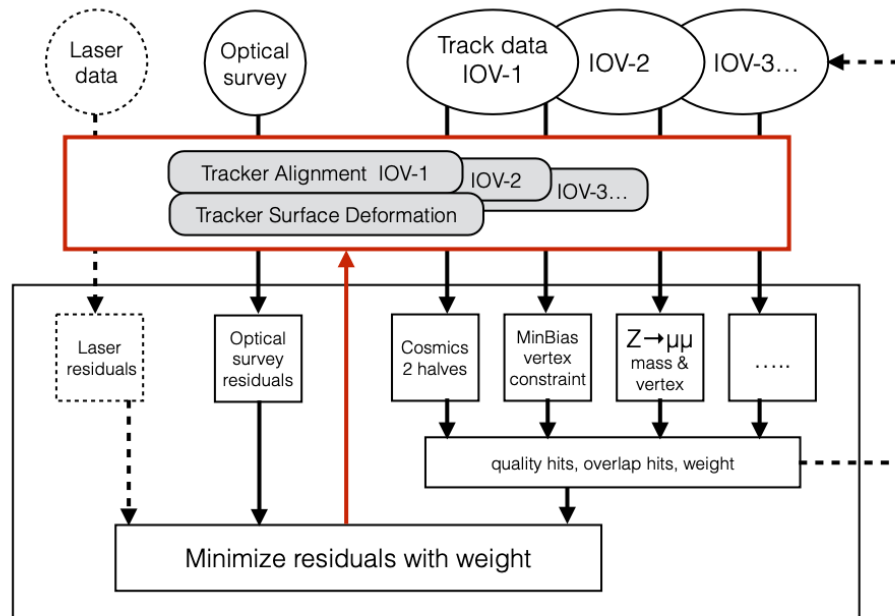 Laser
data
Optical
survey
Track data
IOV-1
IOV-2
IOV-3...
Tracker Alignment IOV-1
IOV-2
IOV-3...
Tracker Surface Deformation
Laser
residuals
Optical
survey
residuals
Cosmics
2 halves
MinBias
vertex
constraint
Z→μμ
mass &
vertex
.....
quality hits, overlap hits, weight
Minimize residuals with weight